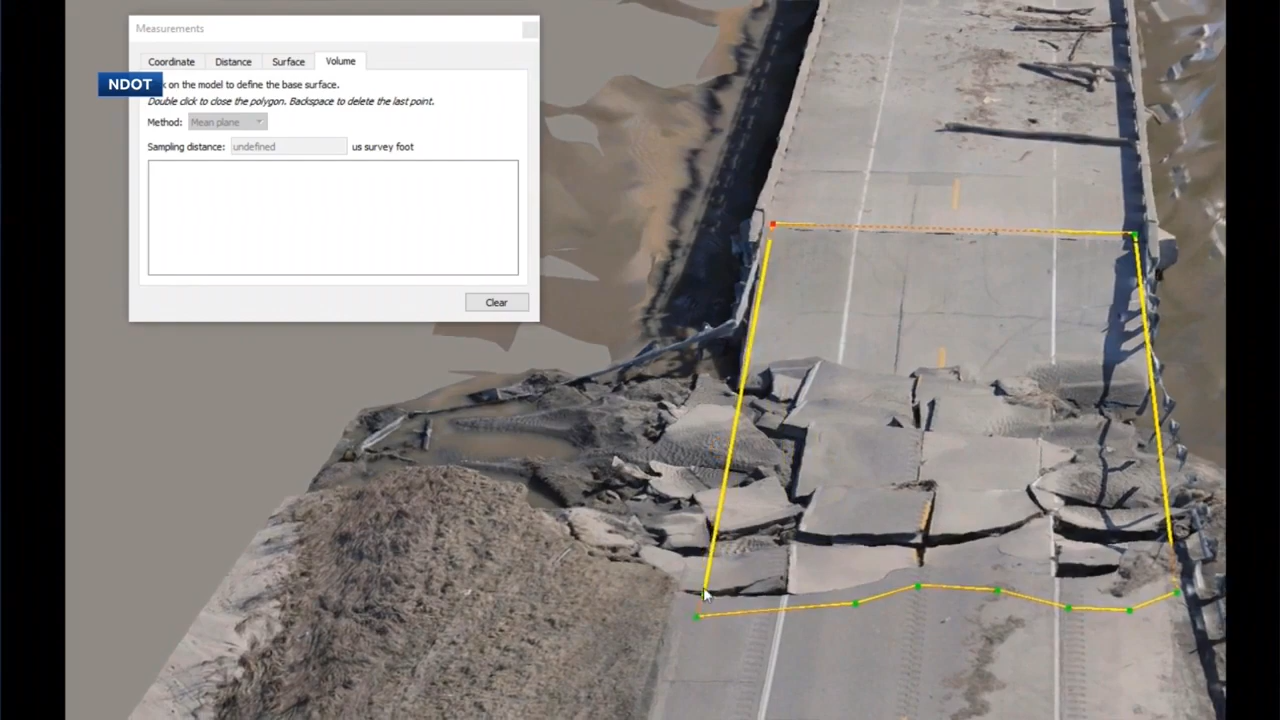 Measurements
Coordinate Distance Surface Volume
NDOT
on the model to define the base surface.
Double click to close the polygon. Backspace to delete the last point.
Method: Mean plane
Sampling distance: undefined us survey foot
Clear